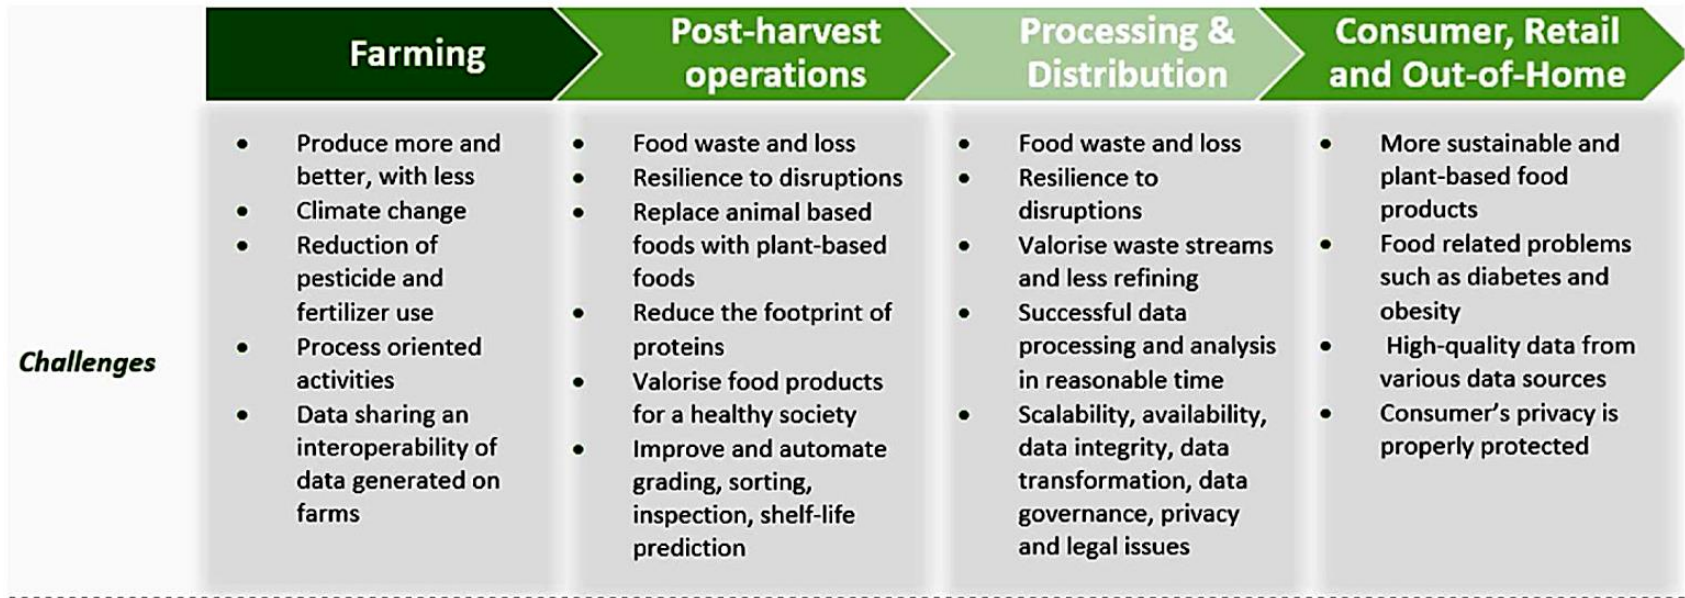 Farming
Post-harvest
operations
Processing &
Distribution
Consumer, Retail
and Out-of-Home
Challenges
• Produce more and
better, with less
• Climate change
• Reduction of
pesticide and
fertilizer use
• Process oriented
activities
• Data sharing an
interoperability of
data generated on
farms
• Food waste and loss
• Resilience to disruptions
• Replace animal based
foods with plant-based
foods
• Reduce the footprint of
proteins
• Valorise food products
for a healthy society
• Improve and automate
grading, sorting,
inspection, shelf-life
prediction
• Food waste and loss
• Resilience to
disruptions
• Valorise waste streams
and less refining
• Successful data
processing and analysis
in reasonable time
• Scalability, availability,
data integrity, data
transformation, data
governance, privacy
and legal issues
• More sustainable and
plant-based food
products
• Food related problems
such as diabetes and
obesity
• High-quality data from
various data sources
• Consumer’s privacy is
properly protected